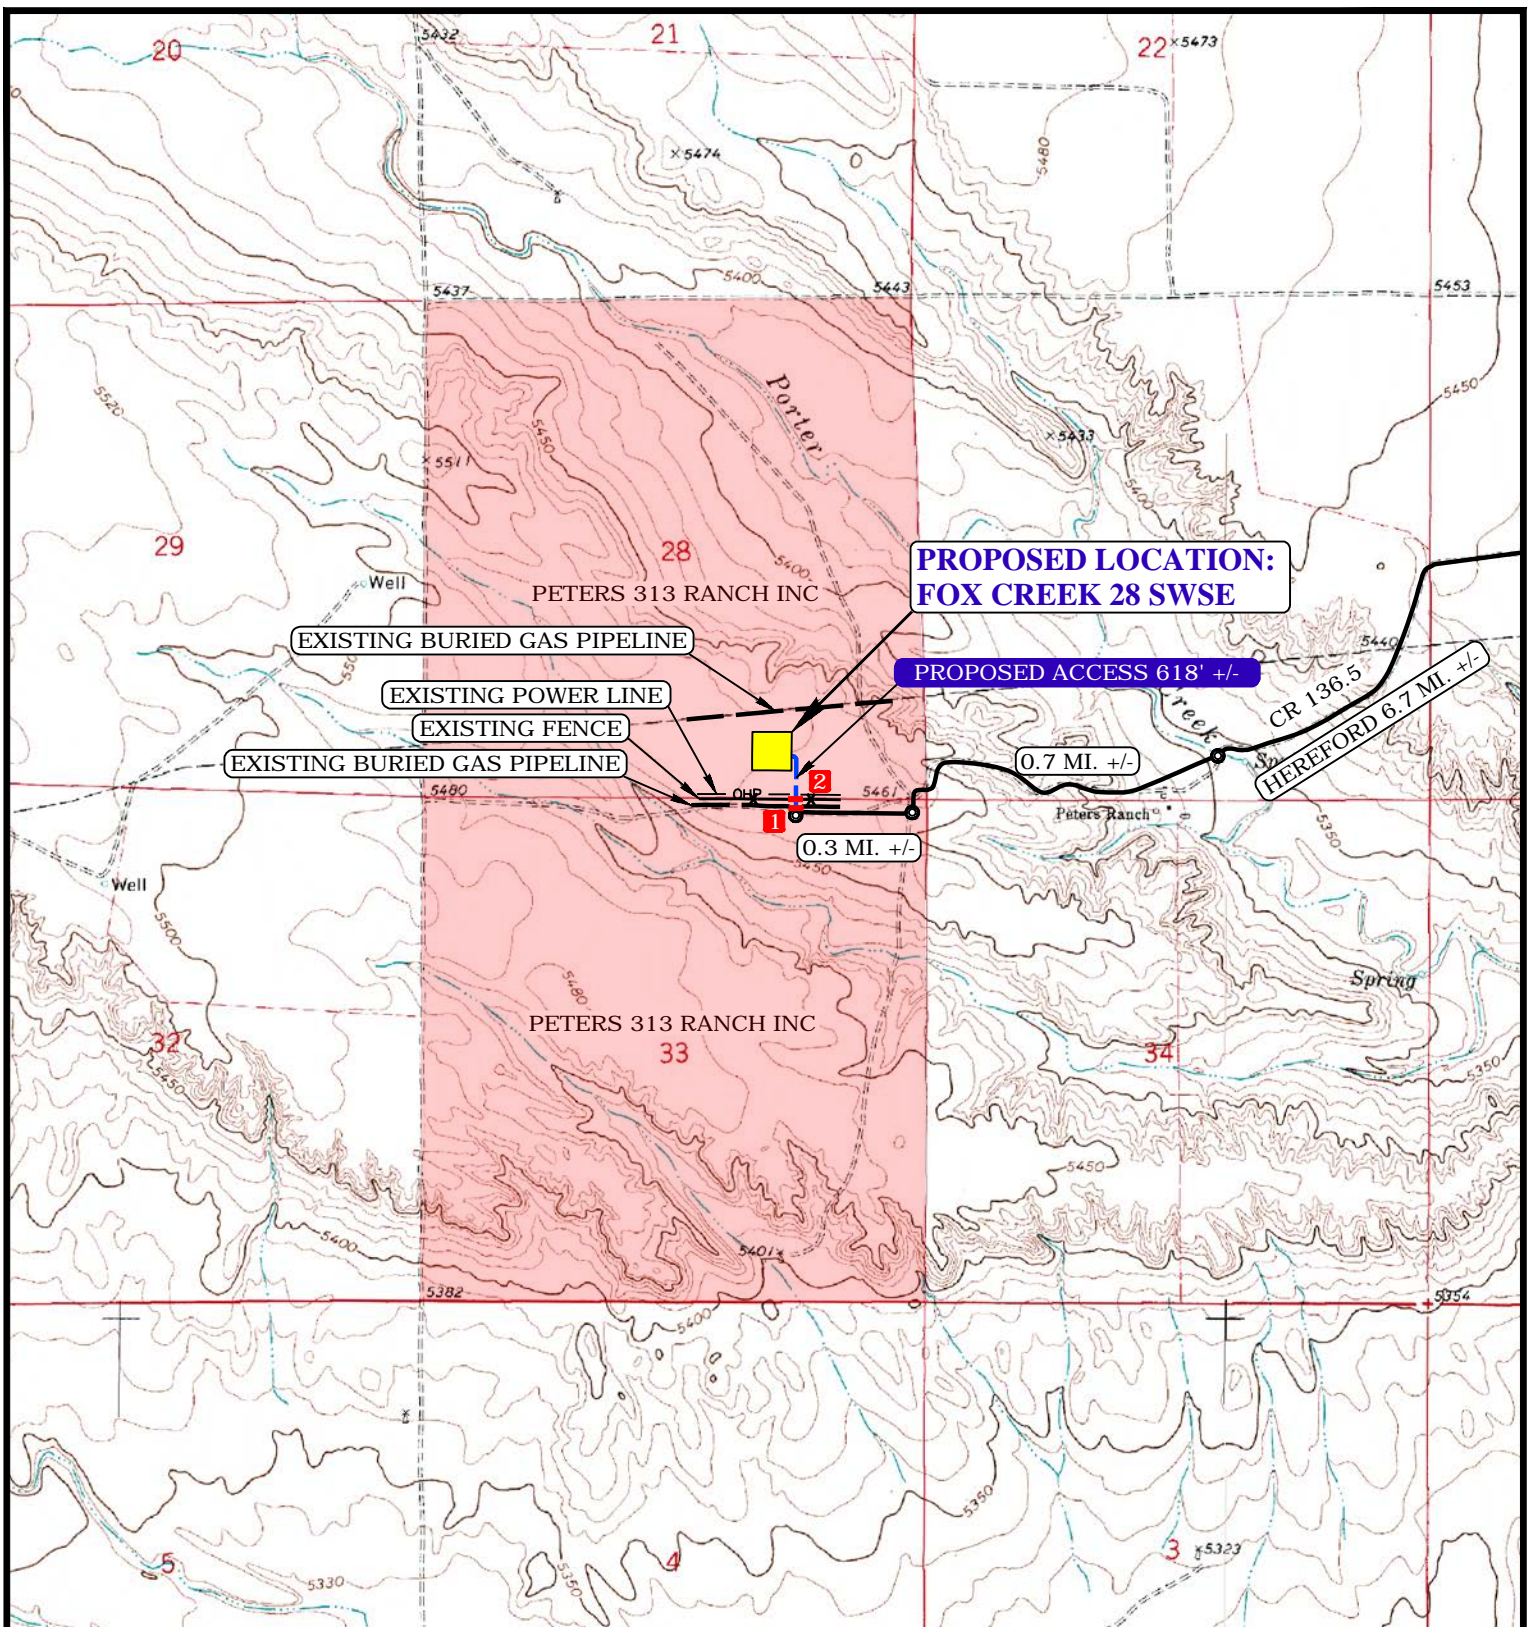 5432
21
20
22
×5473
×5474
5480
5400
5437
5443
5453
5520
Porter
5450
5450
×5433
×5511
5400
29
28
5400
PROPOSED LOCATION:
FOX CREEK 28 SWSE
Well
PETERS 313 RANCH INC
EXISTING BURIED GAS PIPELINE
5440
PROPOSED ACCESS 618' +/-
EXISTING POWER LINE
EXISTING FENCE
CR 136.5
HEREFORD 6.7 MI. +/-
EXISTING BURIED GAS PIPELINE
0.7 MI. +/-
5480
OHP
2
5461
1
Peters Ranch
0.3 MI. +/-
5450
5350
Well
5500
5480
Spring
PETERS 313 RANCH INC
32
33
34
5450
5350
5450
5400
5401×
5382
5354
5400
5350
5
5330
5350
4
3
5323